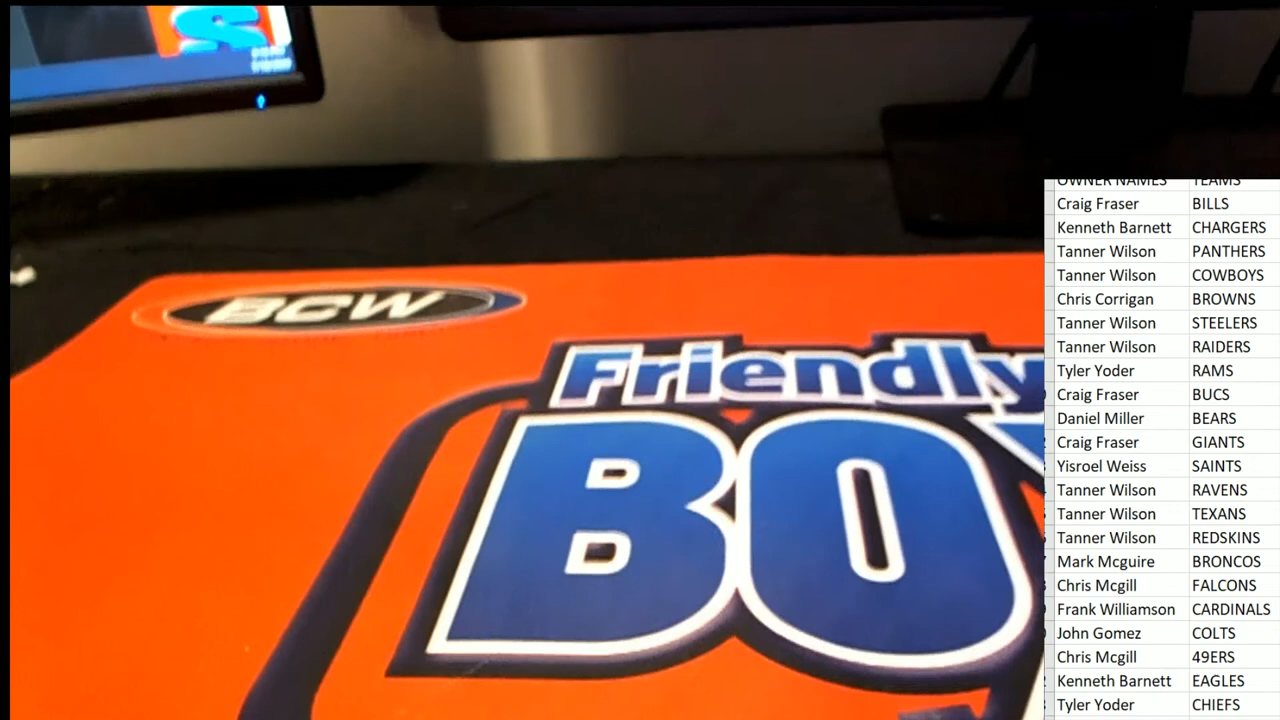 BCW
Friendly
BO
OWNER NAMES TEAMS
Craig Fraser BILLS
Kenneth Barnett CHARGERS
Tanner Wilson PANTHERS
Tanner Wilson COWBOYS
Chris Corrigan BROWNS
Tanner Wilson STEELERS
Tanner Wilson RAIDERS
Tyler Yoder RAMS
Craig Fraser BUCS
Daniel Miller BEARS
Craig Fraser GIANTS
Yisroel Weiss SAINTS
Tanner Wilson RAVENS
Tanner Wilson TEXANS
Tanner Wilson REDSKINS
Mark Mcguire BRONCOS
Chris Mcgill FALCONS
Frank Williamson CARDINALS
John Gomez COLTS
Chris Mcgill 49ERS
Kenneth Barnett EAGLES
Tyler Yoder CHIEFS